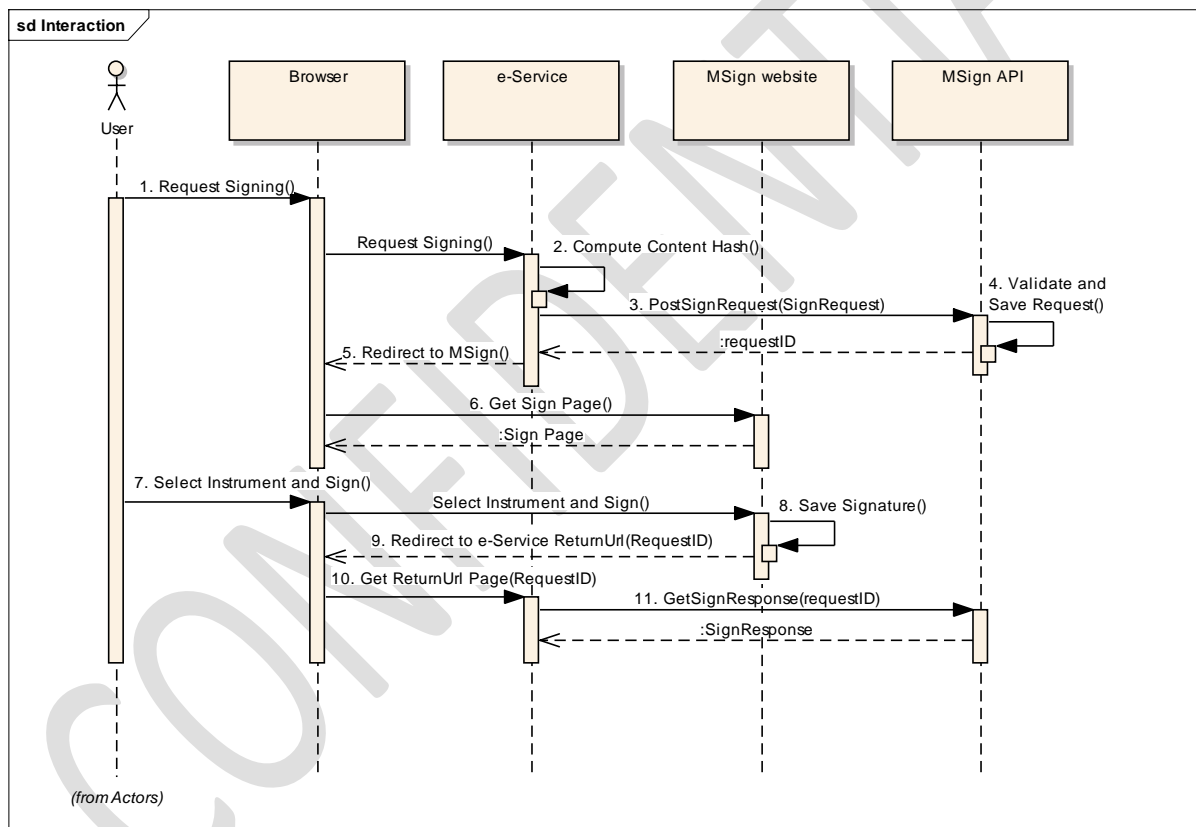 sd Interaction
Browser
e-Service
MSign website
MSign API
User
1. Request Signing()
Request Signing()
2. Compute Content Hash()
3. PostSignRequest(SignRequest)
4. Validate and
Save Request()
:requestID
5. Redirect to MSign()
6. Get Sign Page()
:Sign Page
7. Select Instrument and Sign()
Select Instrument and Sign()
8. Save Signature()
9. Redirect to e-Service ReturnUrl(RequestID)
10. Get ReturnUrl Page(RequestID)
11. GetSignResponse(requestID)
:SignResponse
(from Actors)
CONFIDENTIA